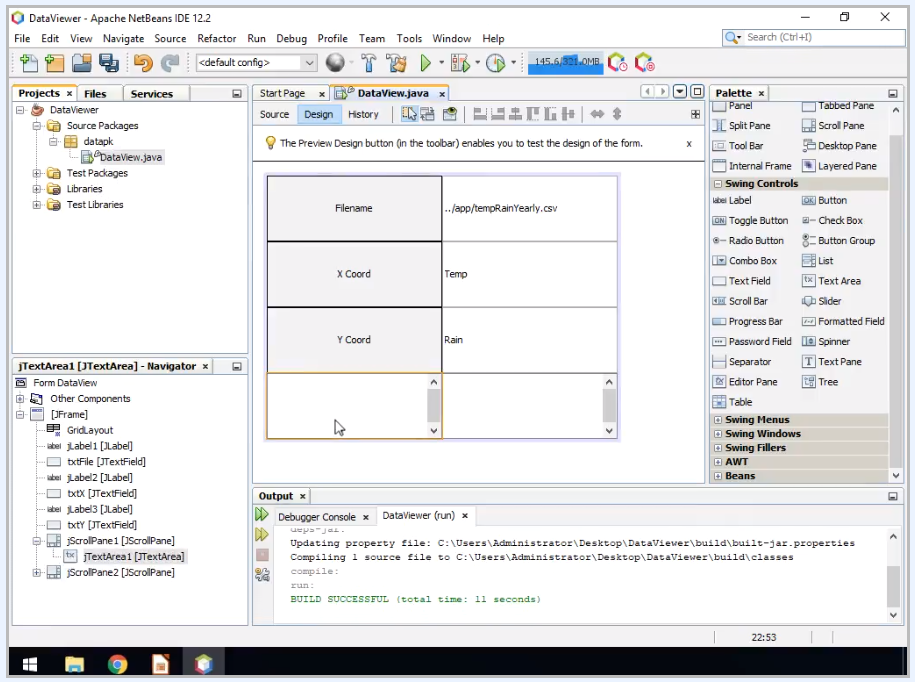 DataViewer - Apache NetBeans IDE 12.2
File Edit View Navigate Source Refactor Run Debug Profile Team Tools Window Help
Search (Ctrl+I)
<default config>
145.6/321.0MB
Projects Files Services
DataViewer
Source Packages
datapk
DataView.java
Test Packages
Libraries
Test Libraries
jTextArea1 [JTextArea] - Navigator
Form DataView
Other Components
[JFrame]
GridLayout
label jLabel1 [JLabel]
txtFile [JTextField]
label jLabel2 [JLabel]
txtX [JTextField]
label jLabel3 [JLabel]
txtY [JTextField]
jScrollPane1 [JScrollPane]
jTextArea1 [JTextArea]
jScrollPane2 [JScrollPane]
Start Page DataView.java
Source Design History
The Preview Design button (in the toolbar) enables you to test the design of the form. x
Filename ../app/tempRainYearly.csv
X Coord Temp
Y Coord Rain
Palette
Panel Tabbed Pane
Split Pane Scroll Pane
Tool Bar Desktop Pane
Internal Frame Layered Pane
Swing Controls
label Label OK Button
ON Toggle Button Check Box
Radio Button Button Group
Combo Box List
Text Field Text Area
Scroll Bar Slider
Progress Bar Formatted Field
Password Field Spinner
Separator Text Pane
Editor Pane Tree
Table
Swing Menus
Swing Windows
Swing Fillers
AWT
Beans
Output
Debugger Console DataViewer (run)
deps-jar:
Updating property file: C:\Users\Administrator\Desktop\DataViewer\build\built-jar.properties
Compiling 1 source file to C:\Users\Administrator\Desktop\DataViewer\build\classes
compile:
run:
BUILD SUCCESSFUL (total time: 11 seconds)
22:53